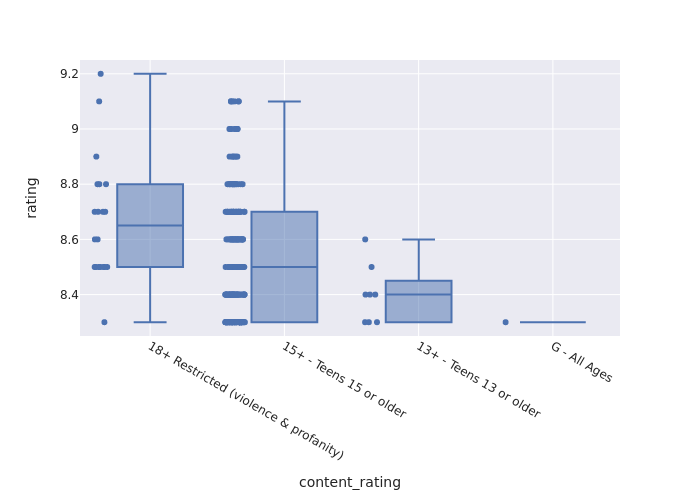 9.2
9
8.8
8.6
8.4
rating
18+ Restricted (violence & profanity)
15+ - Teens 15 or older
13+ - Teens 13 or older
G - All Ages
content_rating